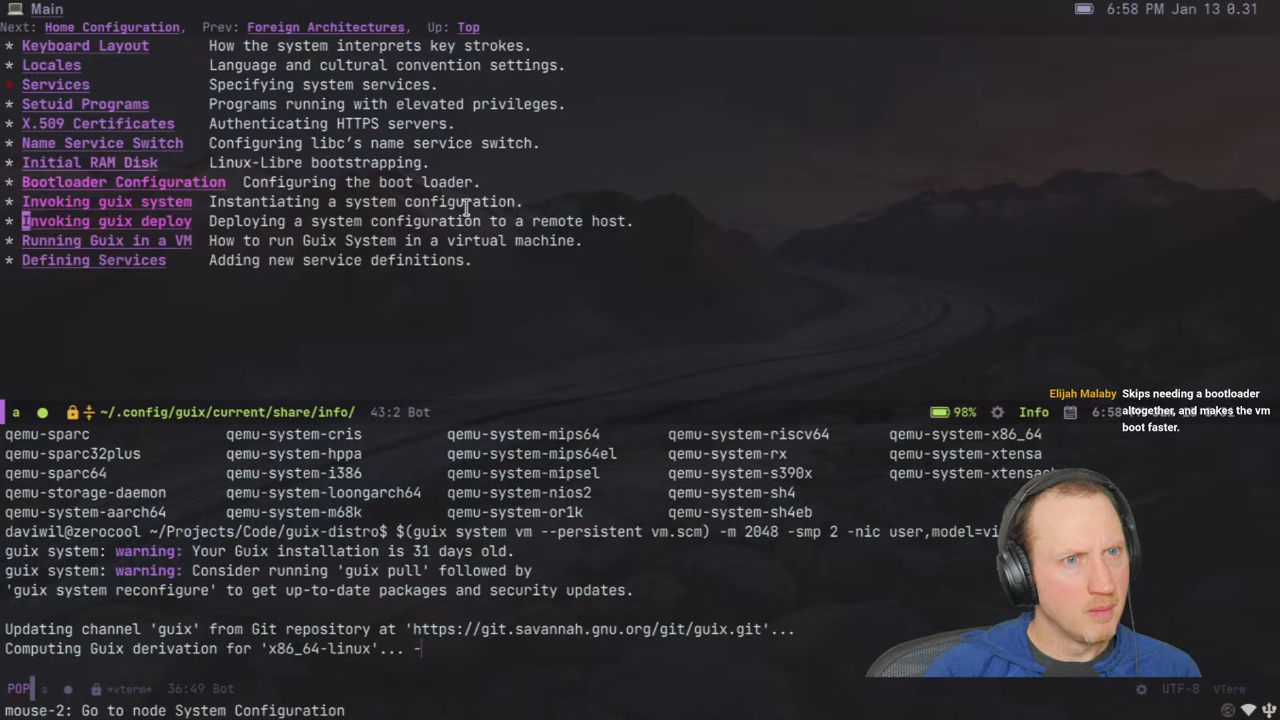 Main
6:58 PM Jan 13 0.31
Next: Home Configuration, Prev: Foreign Architectures, Up: Top
* Keyboard Layout How the system interprets key strokes.
* Locales Language and cultural convention settings.
* Services Specifying system services.
* Setuid Programs Programs running with elevated privileges.
* X.509 Certificates Authenticating HTTPS servers.
* Name Service Switch Configuring libc’s name service switch.
* Initial RAM Disk Linux-Libre bootstrapping.
* Bootloader Configuration Configuring the boot loader.
* Invoking guix system Instantiating a system configuration.
* Invoking guix deploy Deploying a system configuration to a remote host.
* Running Guix in a VM How to run Guix System in a virtual machine.
* Defining Services Adding new service definitions.
Elijah Malaby Skips needing a bootloader
altogether, and makes the vm
boot faster.
a ~/.config/guix/current/share/info/ 43:2 Bot 98% Info 6:58
qemu-sparc qemu-system-cris qemu-system-mips64 qemu-system-riscv64 qemu-system-x86_64
qemu-sparc32plus qemu-system-hppa qemu-system-mips64el qemu-system-rx qemu-system-xtensa
qemu-sparc64 qemu-system-i386 qemu-system-mipsel qemu-system-s390x
qemu-storage-daemon qemu-system-loongarch64 qemu-system-nios2 qemu-system-sh4
qemu-system-aarch64 qemu-system-m68k qemu-system-or1k qemu-system-sh4eb
daviwil@zerocool ~/Projects/Code/guix-distro$ $(guix system vm --persistent vm.scm) -m 2048 -smp 2 -nic user,model=vi
guix system: warning: Your Guix installation is 31 days old.
guix system: warning: Consider running 'guix pull' followed by
'guix system reconfigure' to get up-to-date packages and security updates.
Updating channel 'guix' from Git repository at 'https://git.savannah.gnu.org/git/guix.git'...
Computing Guix derivation for 'x86_64-linux'... -
POP s *vterm* 36:49 Bot UTF-8 VTerm
mouse-2: Go to node System Configuration